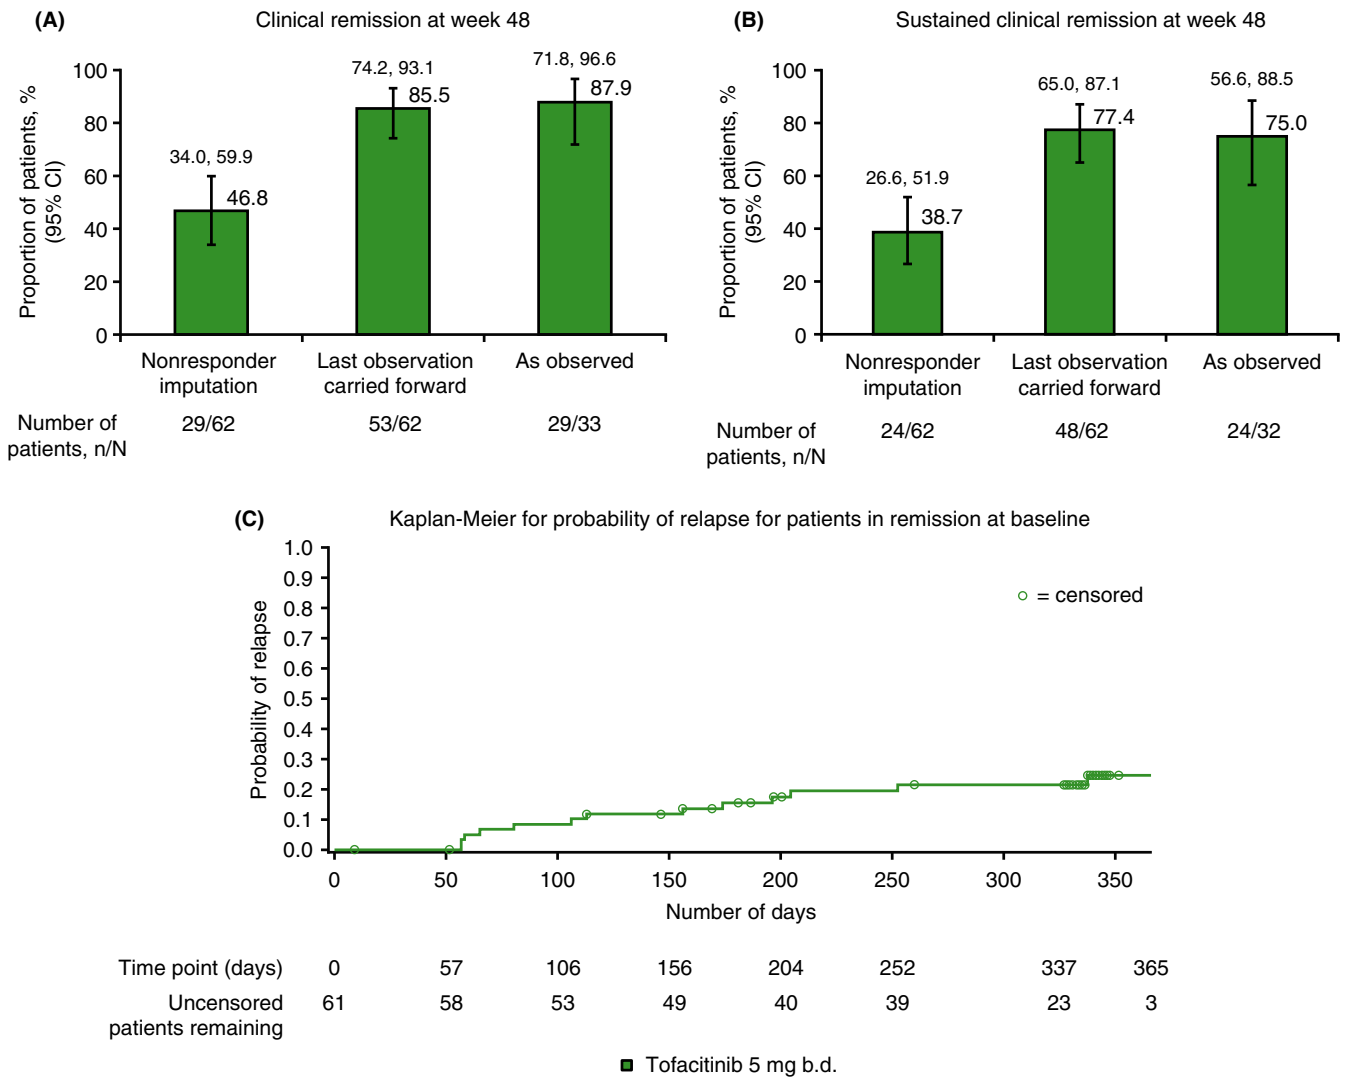 (A)
Clinical remission at week 48
Proportion of patients, %
(95% CI)
100
80
60
40
20
0
34.0, 59.9
46.8
74.2, 93.1
85.5
71.8, 96.6
87.9
Nonresponder
imputation
Last observation
carried forward
As observed
Number of
patients, n/N
29/62
53/62
29/33
(B)
Sustained clinical remission at week 48
Proportion of patients, %
(95% CI)
100
80
60
40
20
0
26.6, 51.9
38.7
65.0, 87.1
77.4
56.6, 88.5
75.0
Nonresponder
imputation
Last observation
carried forward
As observed
Number of
patients, n/N
24/62
48/62
24/32
(C)
Kaplan-Meier for probability of relapse for patients in remission at baseline
Probability of relapse
1.0
0.9
0.8
0.7
0.6
0.5
0.4
0.3
0.2
0.1
0.0
= censored
0 50 100 150 200 250 300 350
Number of days
Time point (days) 0 57 106 156 204 252 337 365
Uncensored
patients remaining
61 58 53 49 40 39 23 3
Tofacitinib 5 mg b.d.